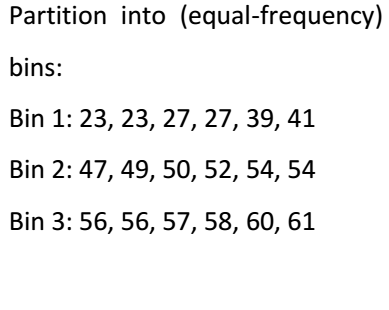 Partition into (equal-frequency)
bins:
Bin 1: 23, 23, 27, 27, 39, 41
Bin 2: 47, 49, 50, 52, 54, 54
Bin 3: 56, 56, 57, 58, 60, 61